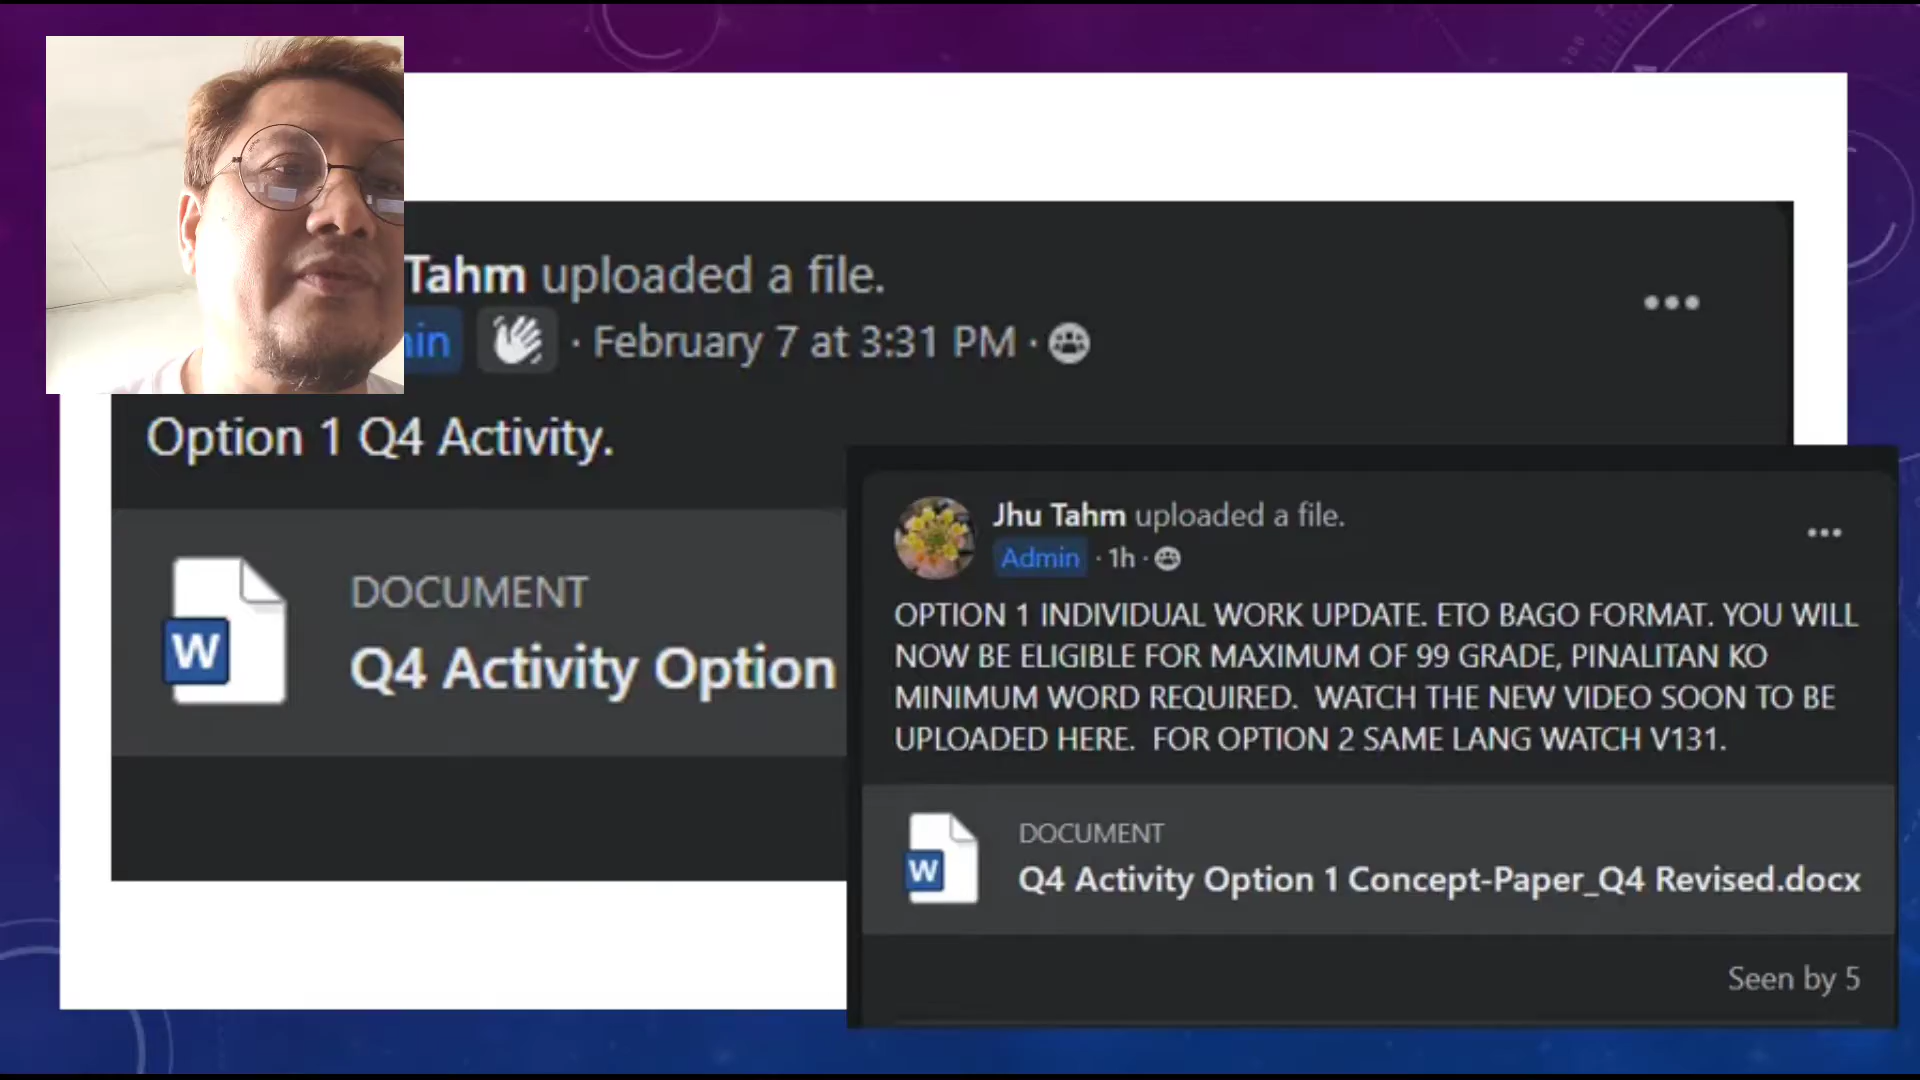 Tahm uploaded a file.
· February 7 at 3:31 PM ·
Option 1 Q4 Activity.
W
DOCUMENT
Q4 Activity Option
Jhu Tahm uploaded a file.
Admin · 1h ·
OPTION 1 INDIVIDUAL WORK UPDATE. ETO BAGO FORMAT. YOU WILL
NOW BE ELIGIBLE FOR MAXIMUM OF 99 GRADE, PINALITAN KO
MINIMUM WORD REQUIRED. WATCH THE NEW VIDEO SOON TO BE
UPLOADED HERE. FOR OPTION 2 SAME LANG WATCH V131.
W
DOCUMENT
Q4 Activity Option 1 Concept-Paper_Q4 Revised.docx
Seen by 5